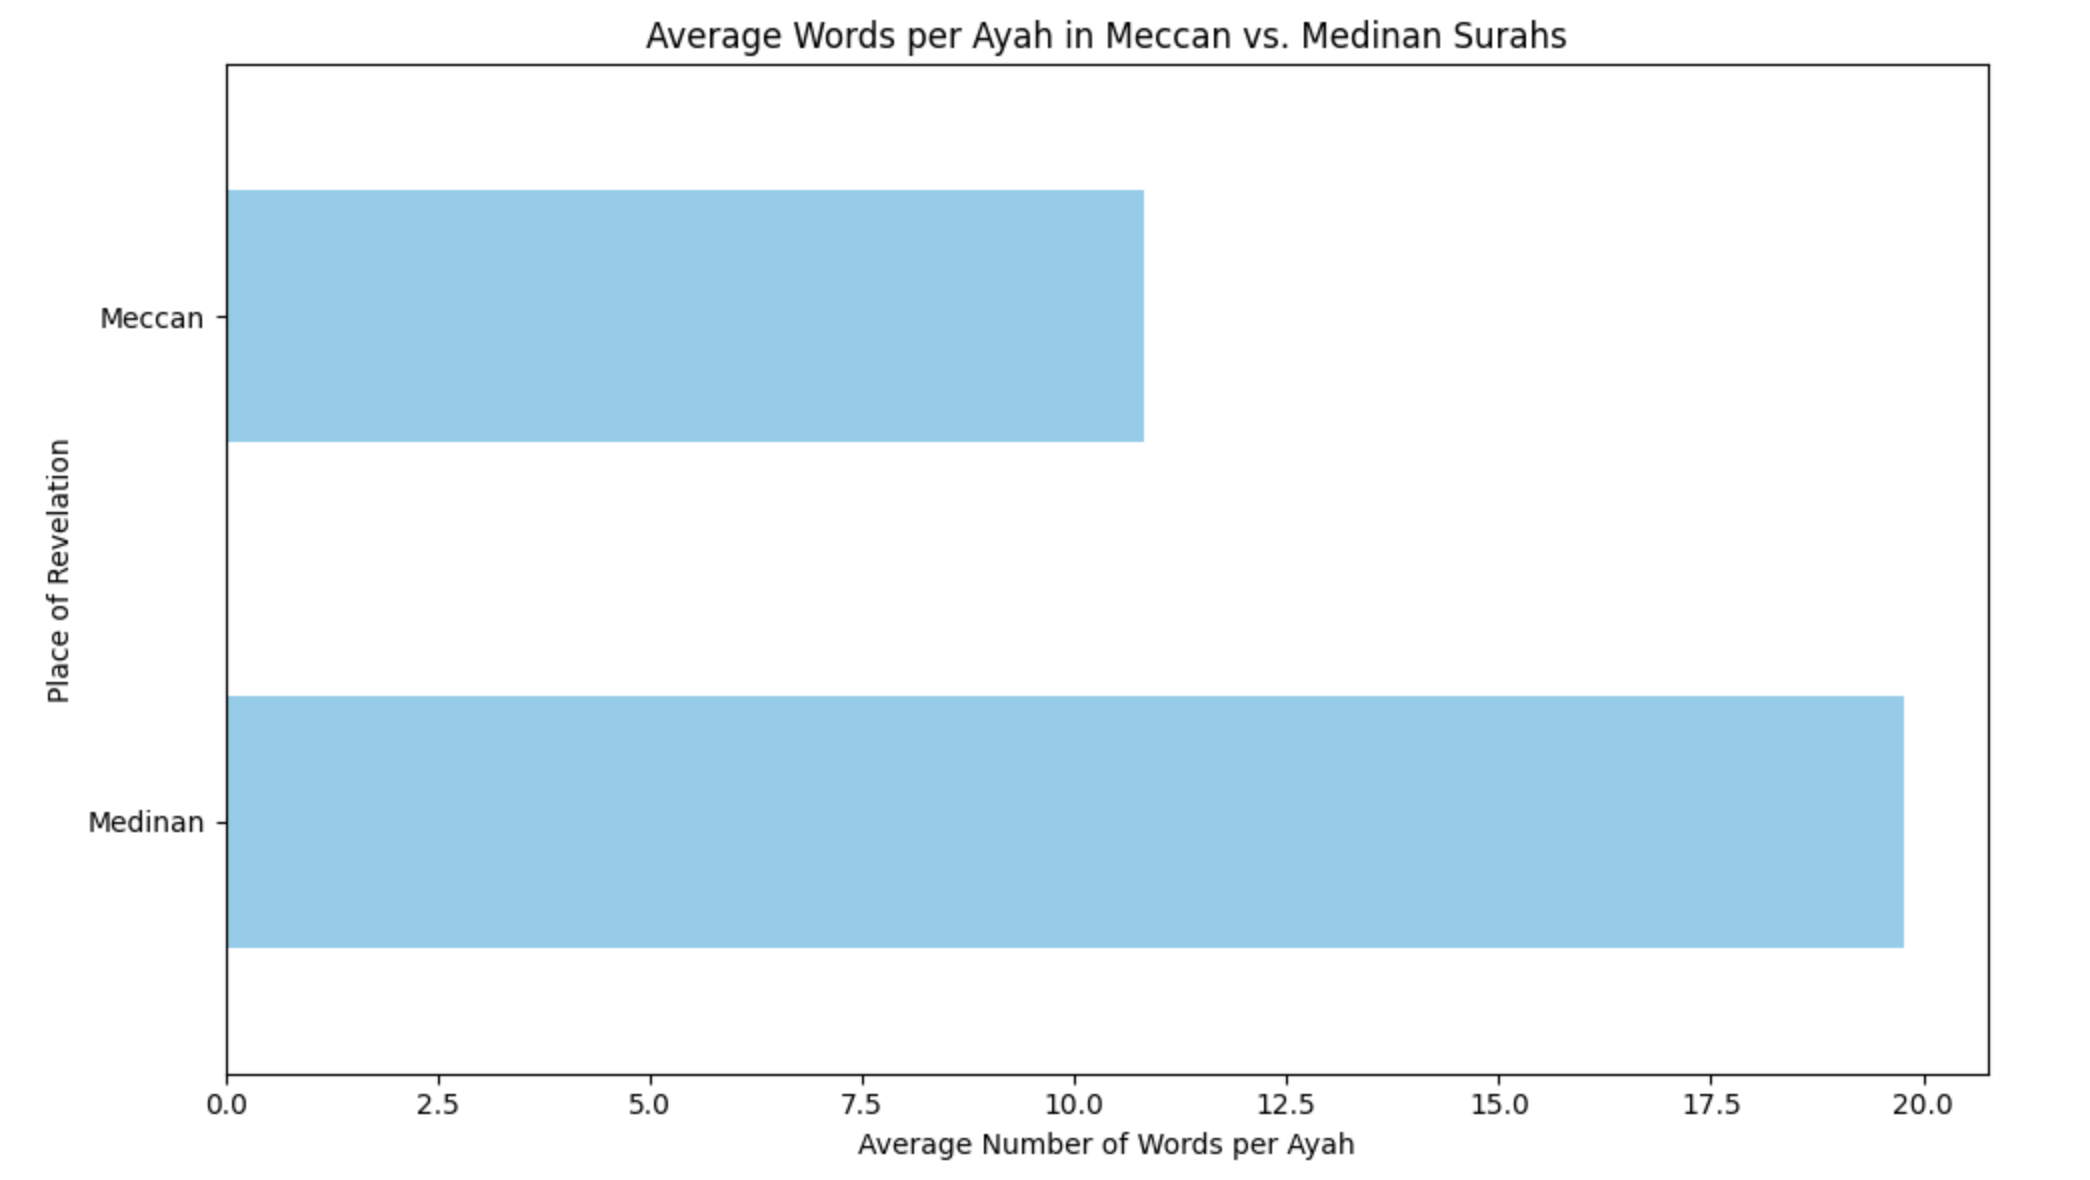 Average Words per Ayah in Meccan vs. Medinan Surahs
Meccan
Place of Revelation
Medinan
0.0 2.5 5.0 7.5 10.0 12.5 15.0 17.5 20.0
Average Number of Words per Ayah